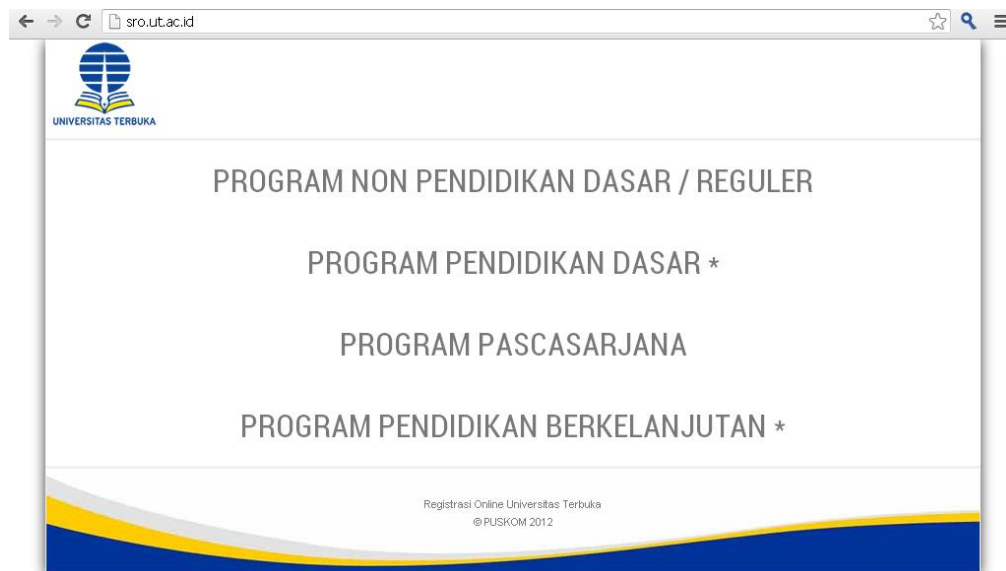 sro.ut.ac.id
UNIVERSITAS TERBUKA
PROGRAM NON PENDIDIKAN DASAR / REGULER
PROGRAM PENDIDIKAN DASAR *
PROGRAM PASCASARJANA
PROGRAM PENDIDIKAN BERKELANJUTAN *
Registrasi Online Universitas Terbuka
© PUSKOM 2012